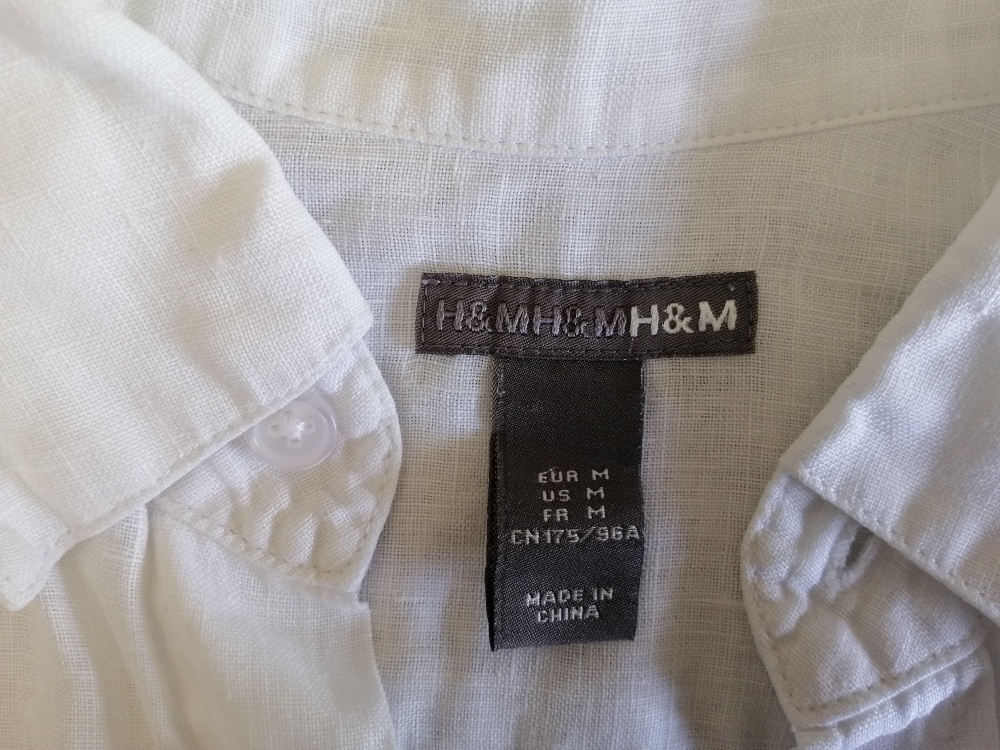 H&MH&MH&M
EUR M
US M
FR M
CN175/96A
MADE IN
CHINA